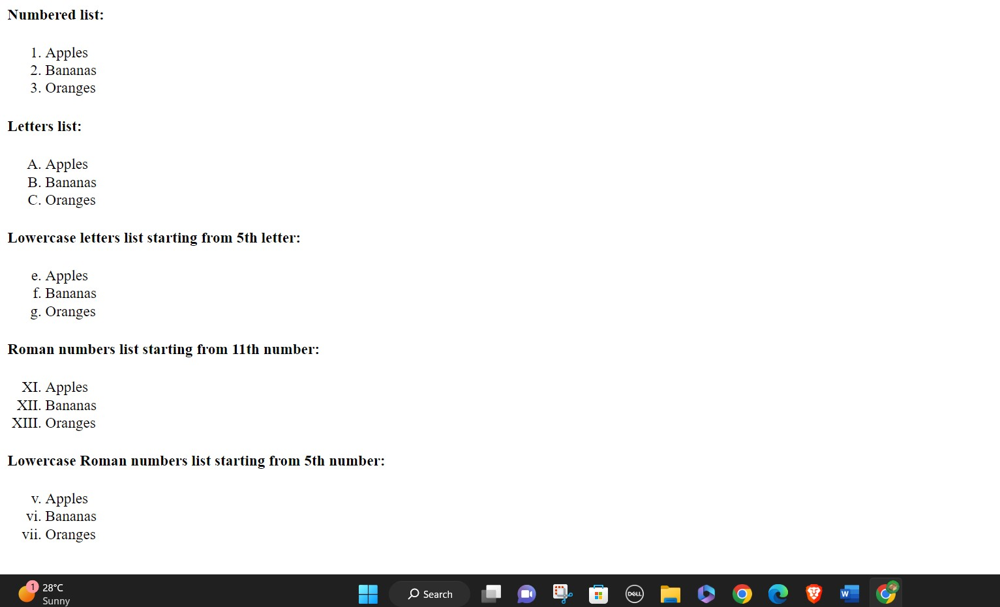 Numbered list:
1. Apples
2. Bananas
3. Oranges
Letters list:
A. Apples
B. Bananas
C. Oranges
Lowercase letters list starting from 5th letter:
e. Apples
f. Bananas
g. Oranges
Roman numbers list starting from 11th number:
XI. Apples
XII. Bananas
XIII. Oranges
Lowercase Roman numbers list starting from 5th number:
v. Apples
vi. Bananas
vii. Oranges
1
28°C
Sunny
Search
DELL
W